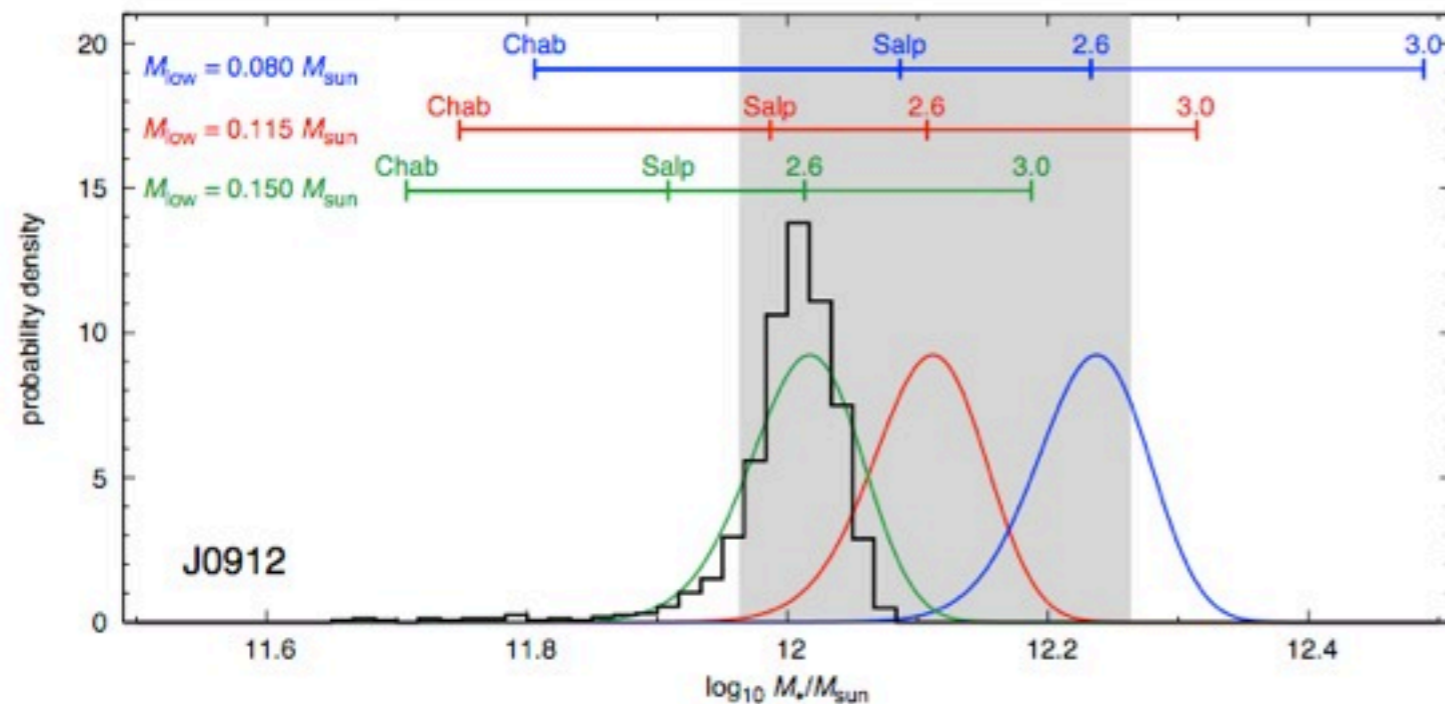 20
15
10
5
0
probability density
Chab Salp 2.6 3.0
M_low = 0.080 M_sun
Chab Salp 2.6 3.0
M_low = 0.115 M_sun
Chab Salp 2.6 3.0
M_low = 0.150 M_sun
J0912
11.6 11.8 12 12.2 12.4
log₁₀ M_*/M_sun